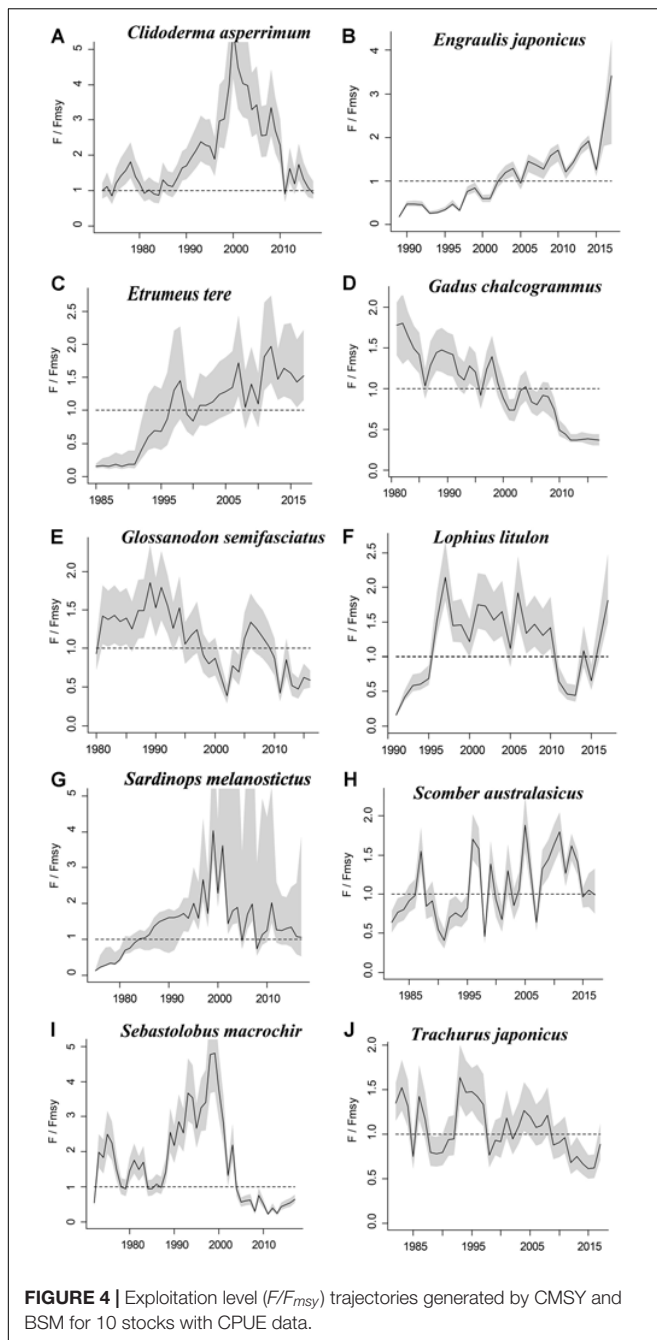 A Clidoderma asperrimum
F / Fmsy
0 1 2 3 4 5
1980 1990 2000 2010
B Engraulis japonicus
F / Fmsy
0 1 2 3 4
1990 1995 2000 2005 2010 2015
C Etrumeus tere
F / Fmsy
0.0 0.5 1.0 1.5 2.0 2.5
1985 1995 2005 2015
D Gadus chalcogrammus
F / Fmsy
0.0 0.5 1.0 1.5 2.0
1980 1990 2000 2010
E Glossanodon semifasciatus
F / Fmsy
0.0 0.5 1.0 1.5 2.0
1980 1990 2000 2010
F Lophius litulon
F / Fmsy
0.0 0.5 1.0 1.5 2.0 2.5
1991 1995 2000 2005 2010 2015
G Sardinops melanostictus
F / Fmsy
0 1 2 3 4 5
1980 1990 2000 2010
H Scomber australasicus
F / Fmsy
0.0 0.5 1.0 1.5 2.0
1985 1995 2005 2015
I Sebastolobus macrochir
F / Fmsy
0 1 2 3 4 5
1980 1990 2000 2010
J Trachurus japonicus
F / Fmsy
0.0 0.5 1.0 1.5 2.0
1985 1995 2005 2015
FIGURE 4 | Exploitation level (F/Fmsy) trajectories generated by CMSY and
BSM for 10 stocks with CPUE data.